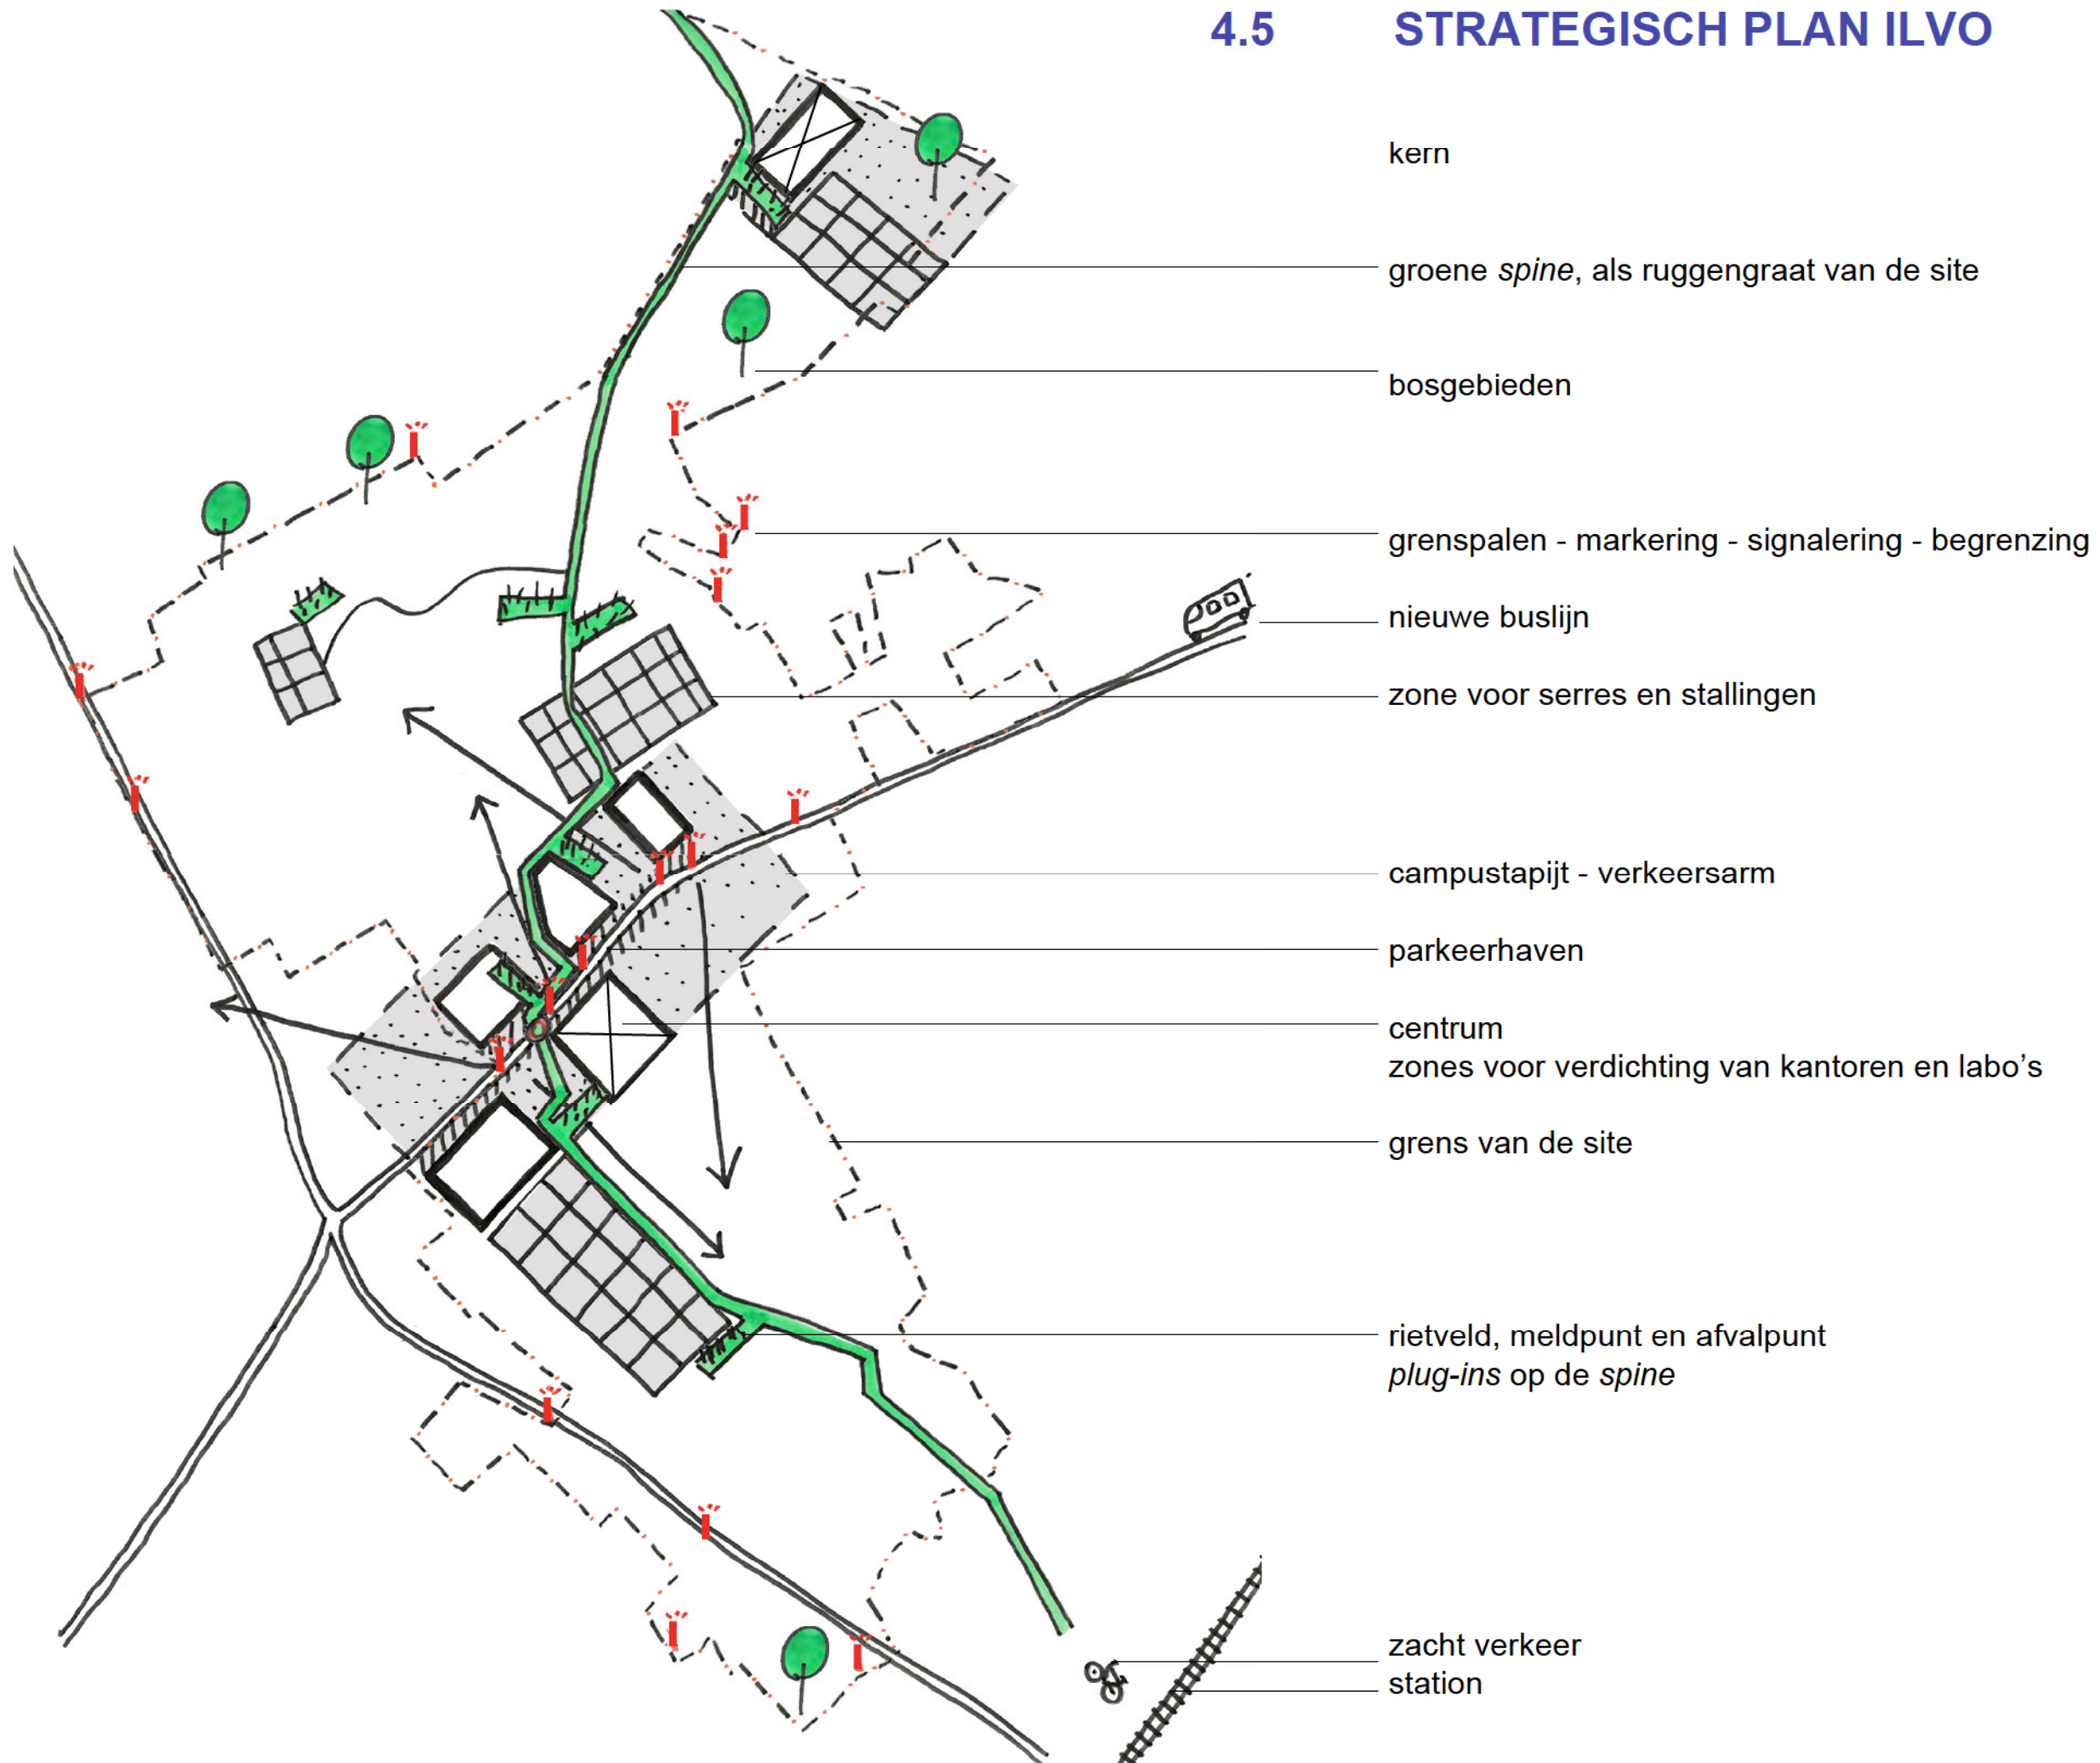 4.5 STRATEGISCH PLAN ILVO
kern
groene spine, als ruggengraat van de site
bosgebieden
grenspalen - markering - signalering - begrenzing
nieuwe buslijn
zone voor serres en stallingen
campustapijt - verkeersarm
parkeerhaven
centrum
zones voor verdichting van kantoren en labo’s
grens van de site
rietveld, meldpunt en afvalpunt
plug-ins op de spine
zacht verkeer
station